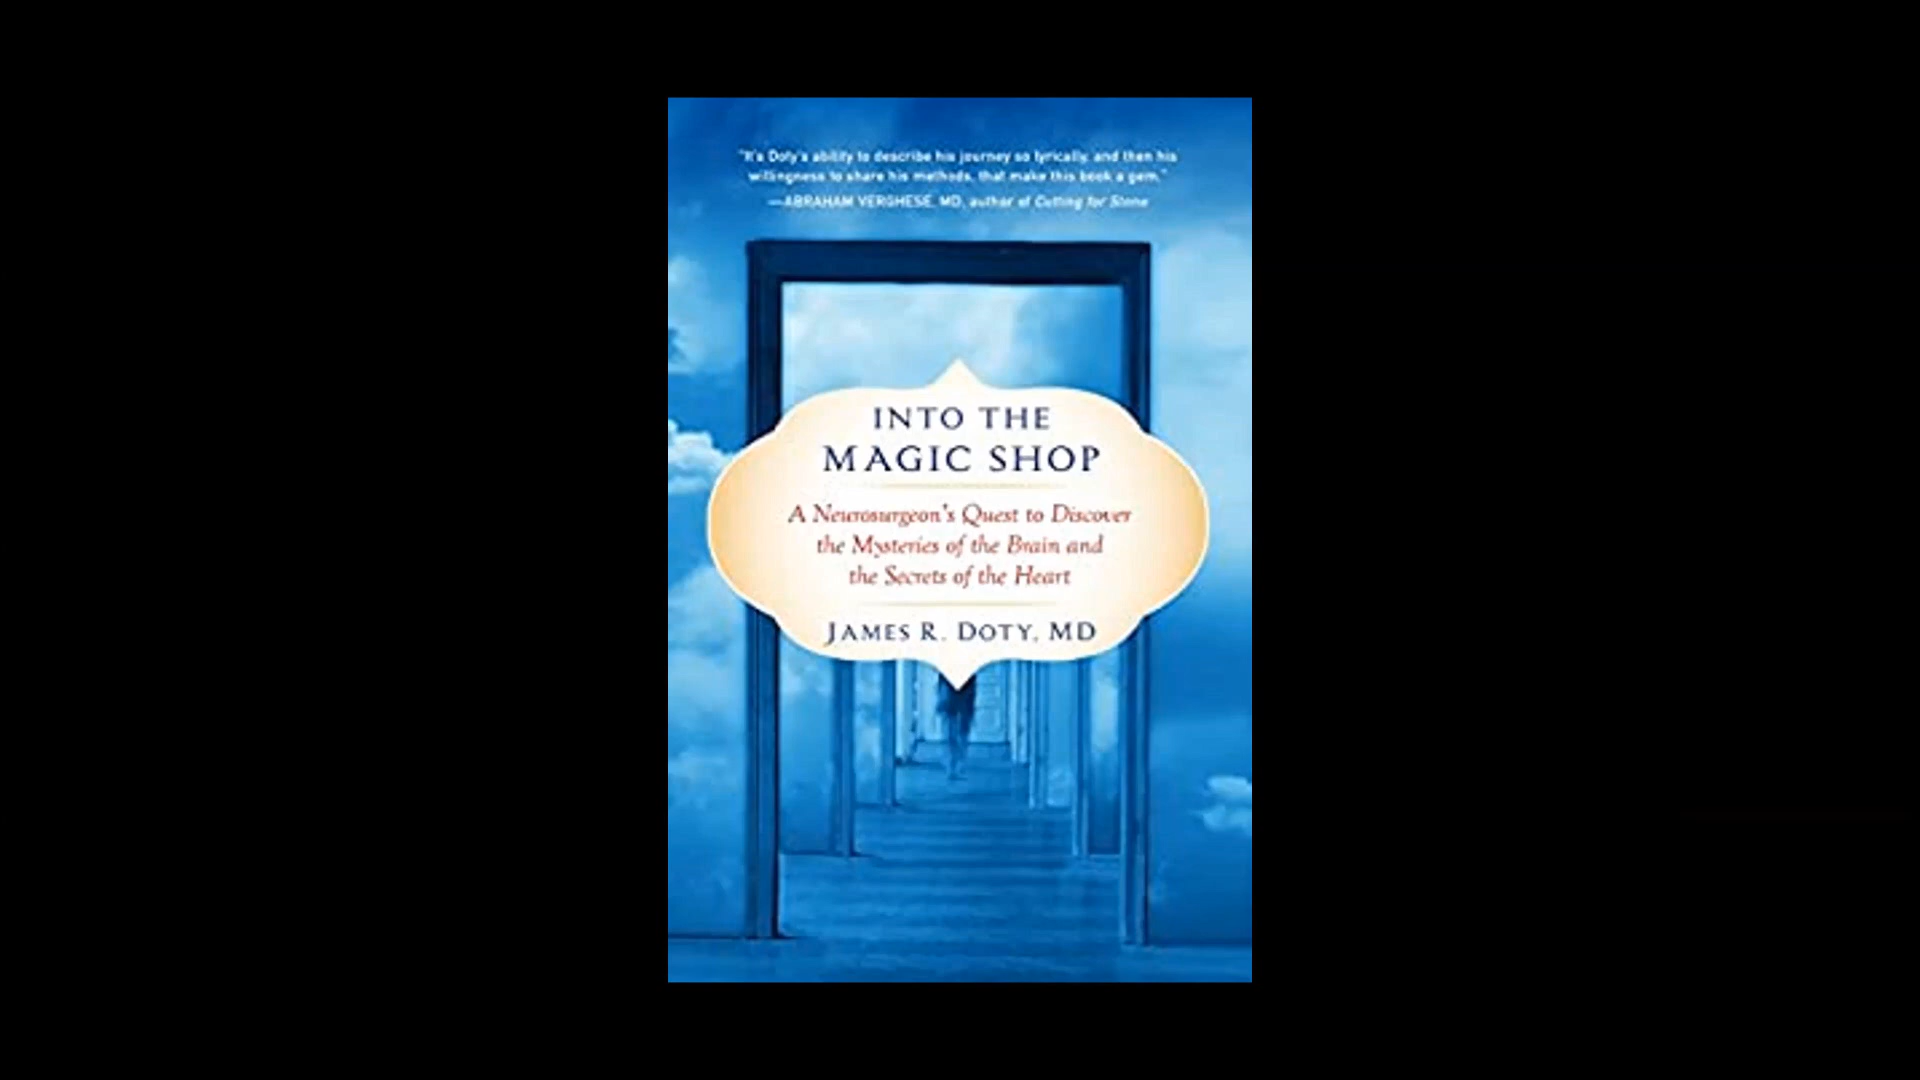 "It's Doty's ability to describe his journey so lyrically, and then his
willingness to share his methods, that make this book a gem."
—ABRAHAM VERGHESE, MD, author of Cutting for Stone
INTO THE
MAGIC SHOP
A Neurosurgeon's Quest to Discover
the Mysteries of the Brain and
the Secrets of the Heart
JAMES R. DOTY, MD